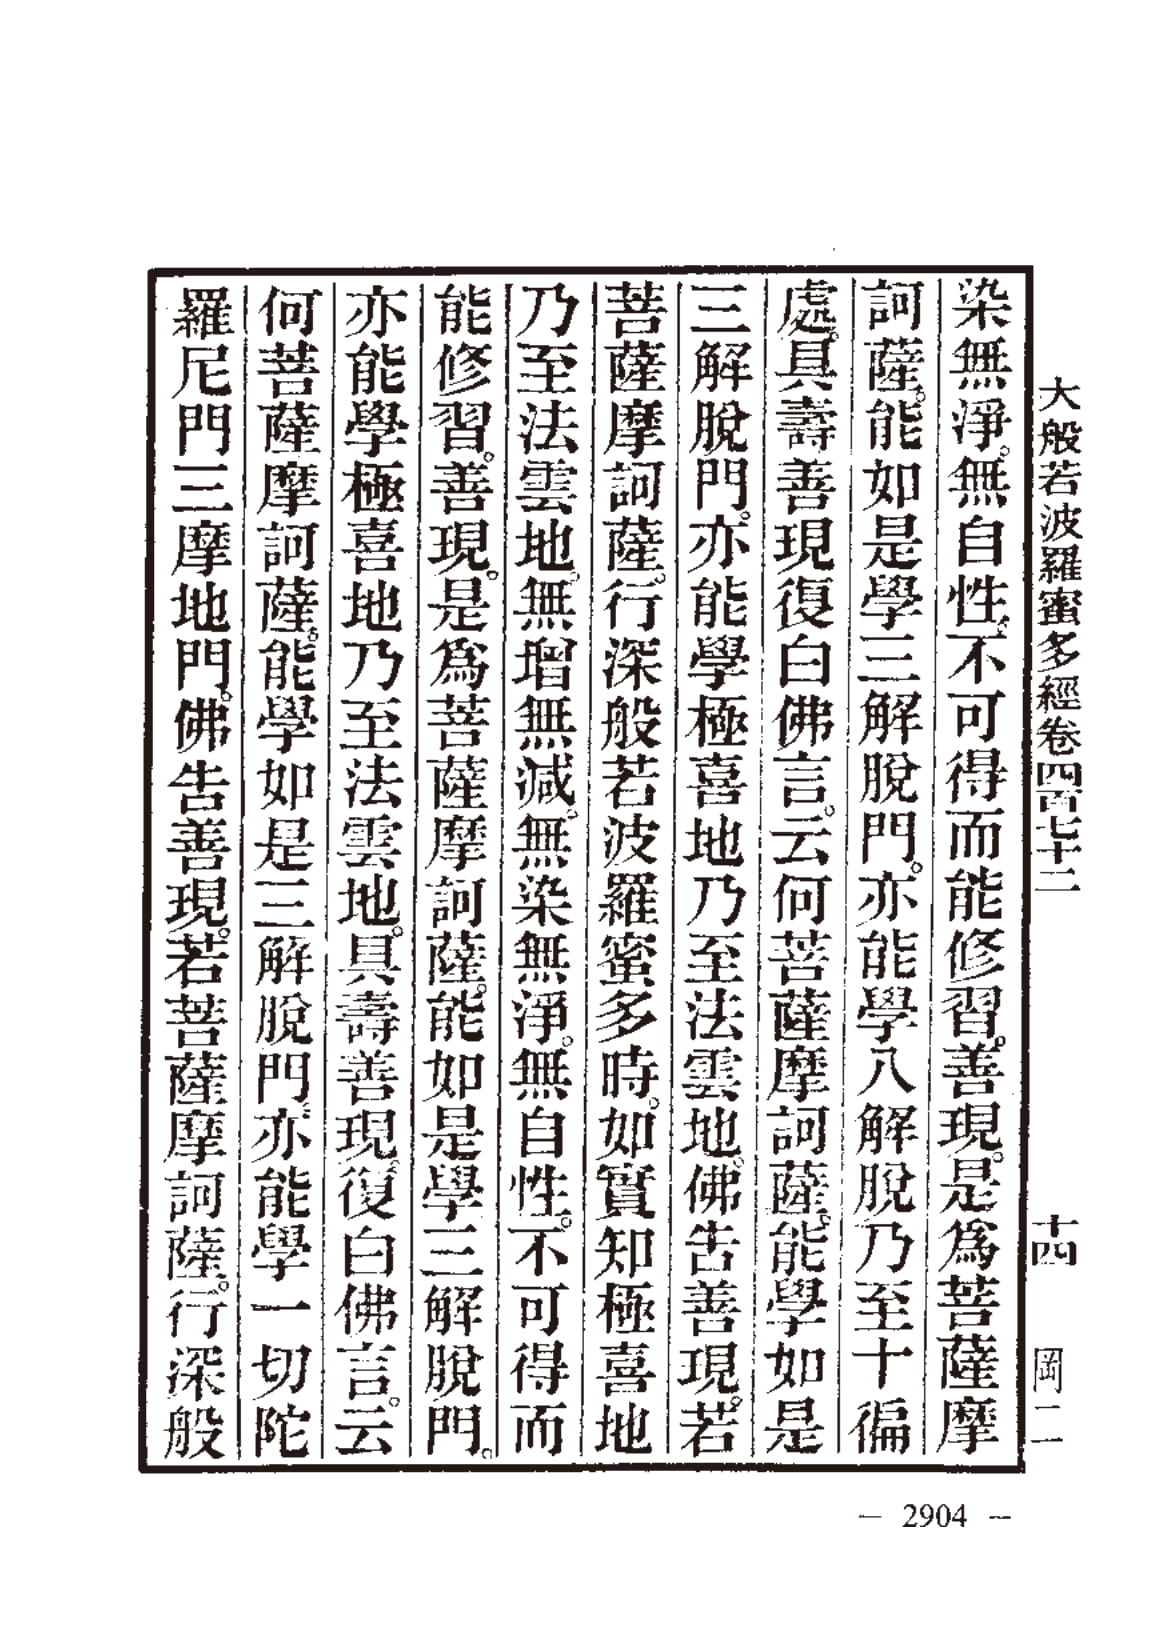 大般若波羅蜜多經卷四百七十二　十四　岡二
染無淨。無自性。不可得而能修習。善現。是爲菩薩摩
訶薩。能如是學三解脫門。亦能學八解脫乃至十徧
處。具壽善現復白佛言。云何菩薩摩訶薩。能學如是
三解脫門。亦能學極喜地乃至法雲地。佛告善現。若
菩薩摩訶薩。行深般若波羅蜜多時。如實知極喜地
乃至法雲地。無增無減。無染無淨。無自性。不可得而
能修習。善現。是爲菩薩摩訶薩。能如是學三解脫門。
亦能學極喜地乃至法雲地。具壽善現。復白佛言。云
何菩薩摩訶薩。能學如是三解脫門。亦能學一切陀
羅尼門三摩地門。佛告善現。若菩薩摩訶薩。行深般
— 2904 —